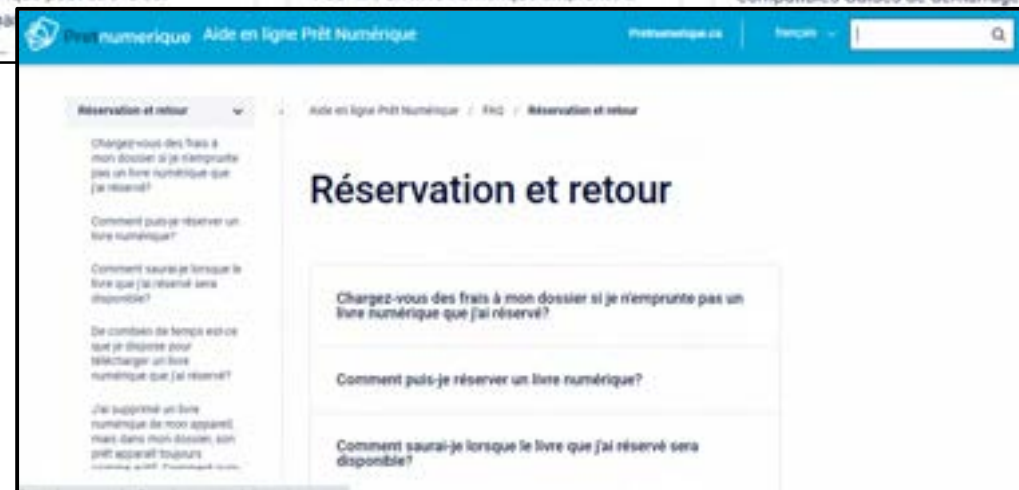 Pretnumerique Aide en ligne Prêt Numérique
Pretnumerique.ca
français
Réservation et retour
Chargez-vous des frais à
mon dossier si je n'emprunte
pas un livre numérique que
j'ai réservé?
Comment puis-je réserver un
livre numérique?
Comment saurai-je lorsque le
livre que j'ai réservé sera
disponible?
De combien de temps est-ce
que je dispose pour
télécharger un livre
numérique que j'ai réservé?
J'ai supprimé un livre
numérique de mon appareil,
mais dans mon dossier, son
prêt apparaît toujours
Aide en ligne Prêt Numérique / FAQ / Réservation et retour
Réservation et retour
Chargez-vous des frais à mon dossier si je n'emprunte pas un
livre numérique que j'ai réservé?
Comment puis-je réserver un livre numérique?
Comment saurai-je lorsque le livre que j'ai réservé sera
disponible?